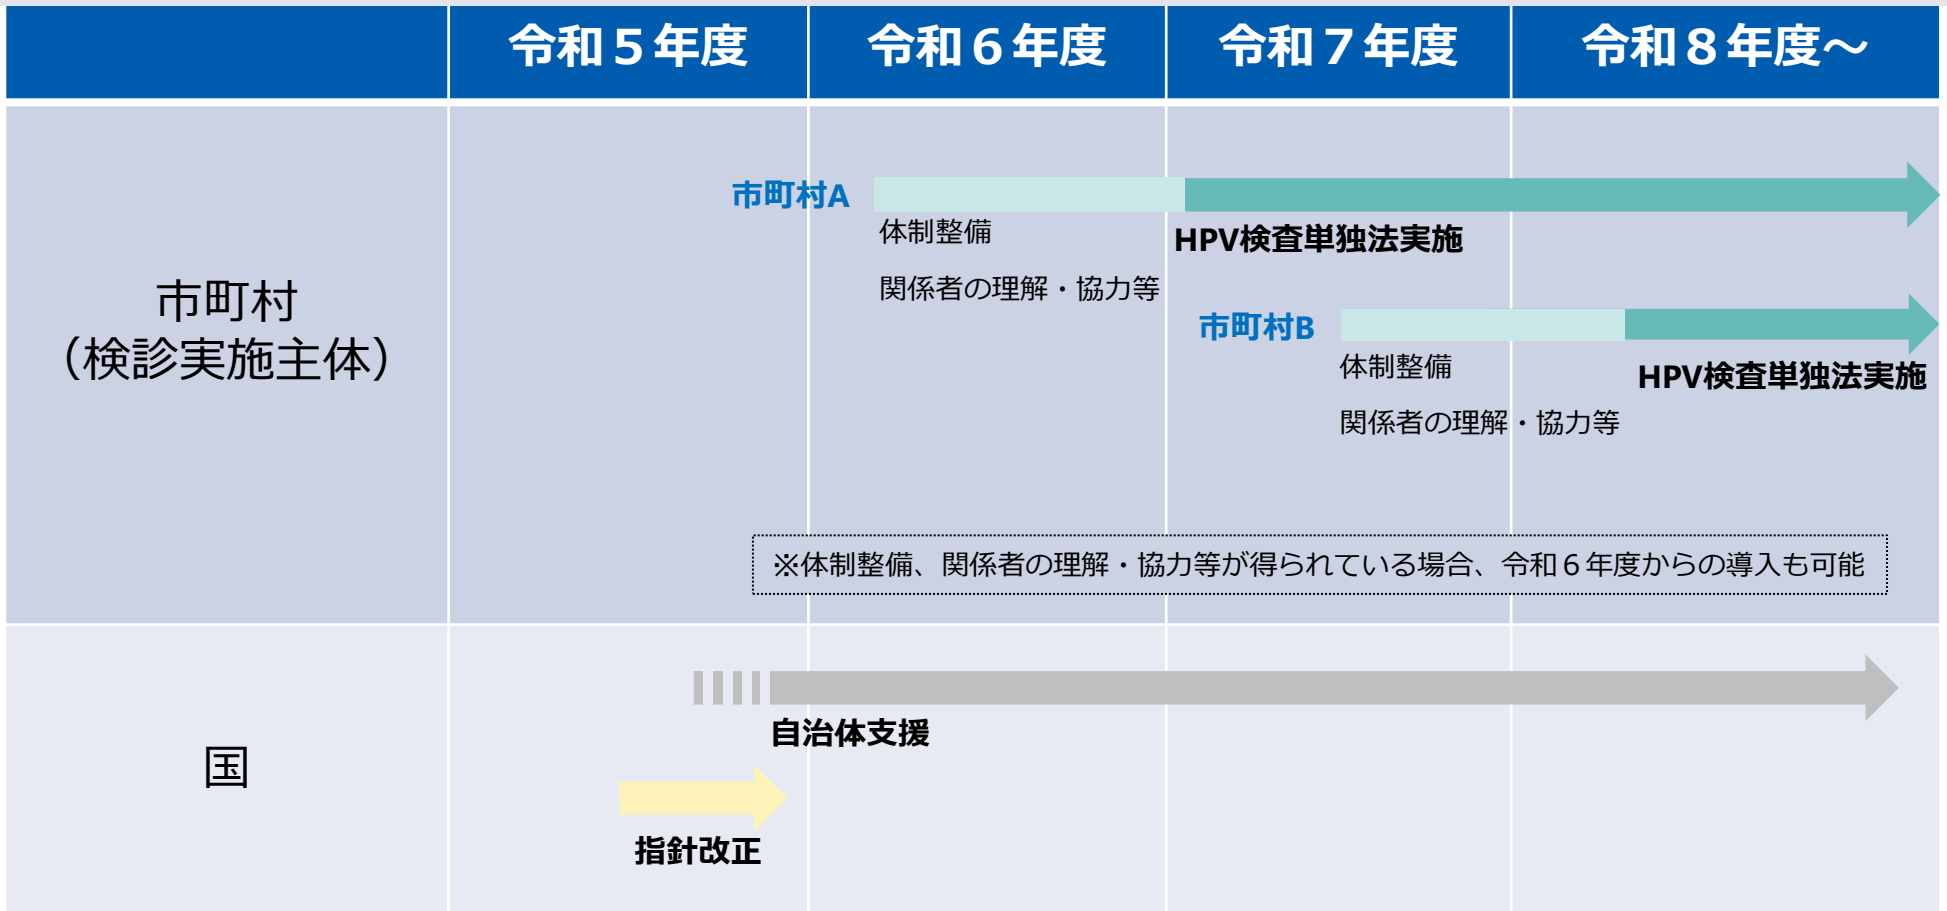 令和５年度
令和６年度
令和７年度
令和８年度～
市町村
（検診実施主体）
市町村A
体制整備
関係者の理解・協力等
HPV検査単独法実施
市町村B
体制整備
関係者の理解・協力等
HPV検査単独法実施
※体制整備、関係者の理解・協力等が得られている場合、令和６年度からの導入も可能
国
自治体支援
指針改正